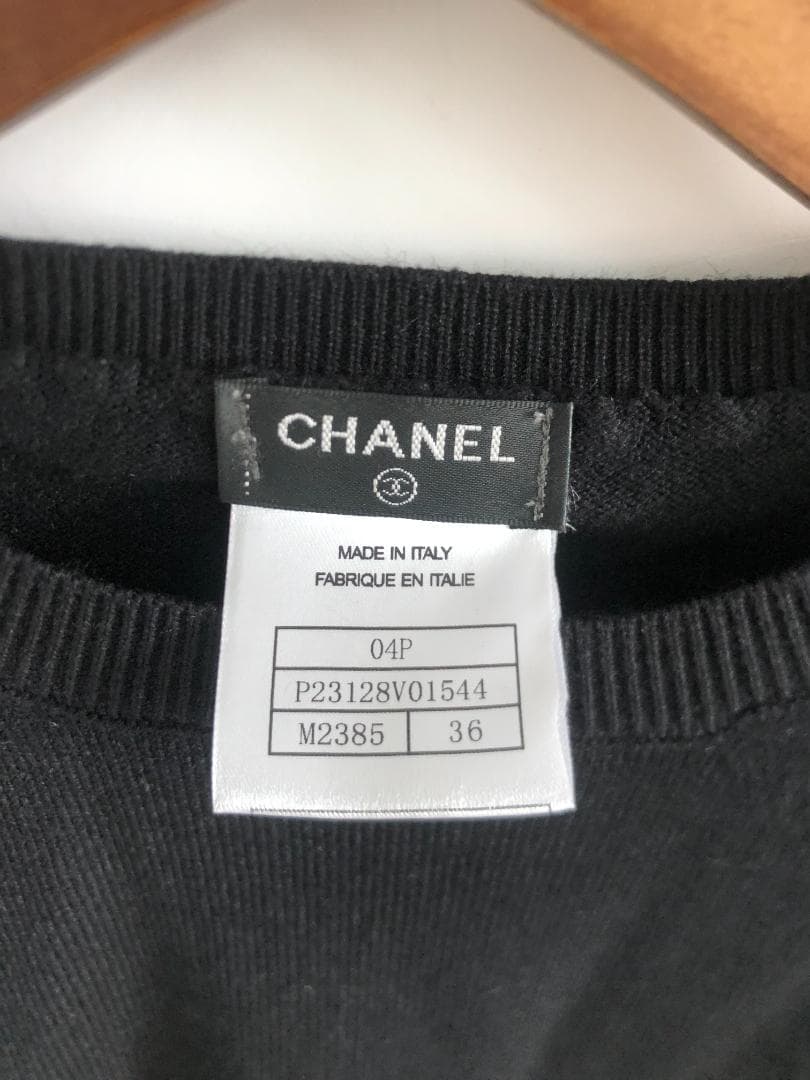 CHANEL
MADE IN ITALY
FABRIQUE EN ITALIE
04P
P23128V01544
M2385 36